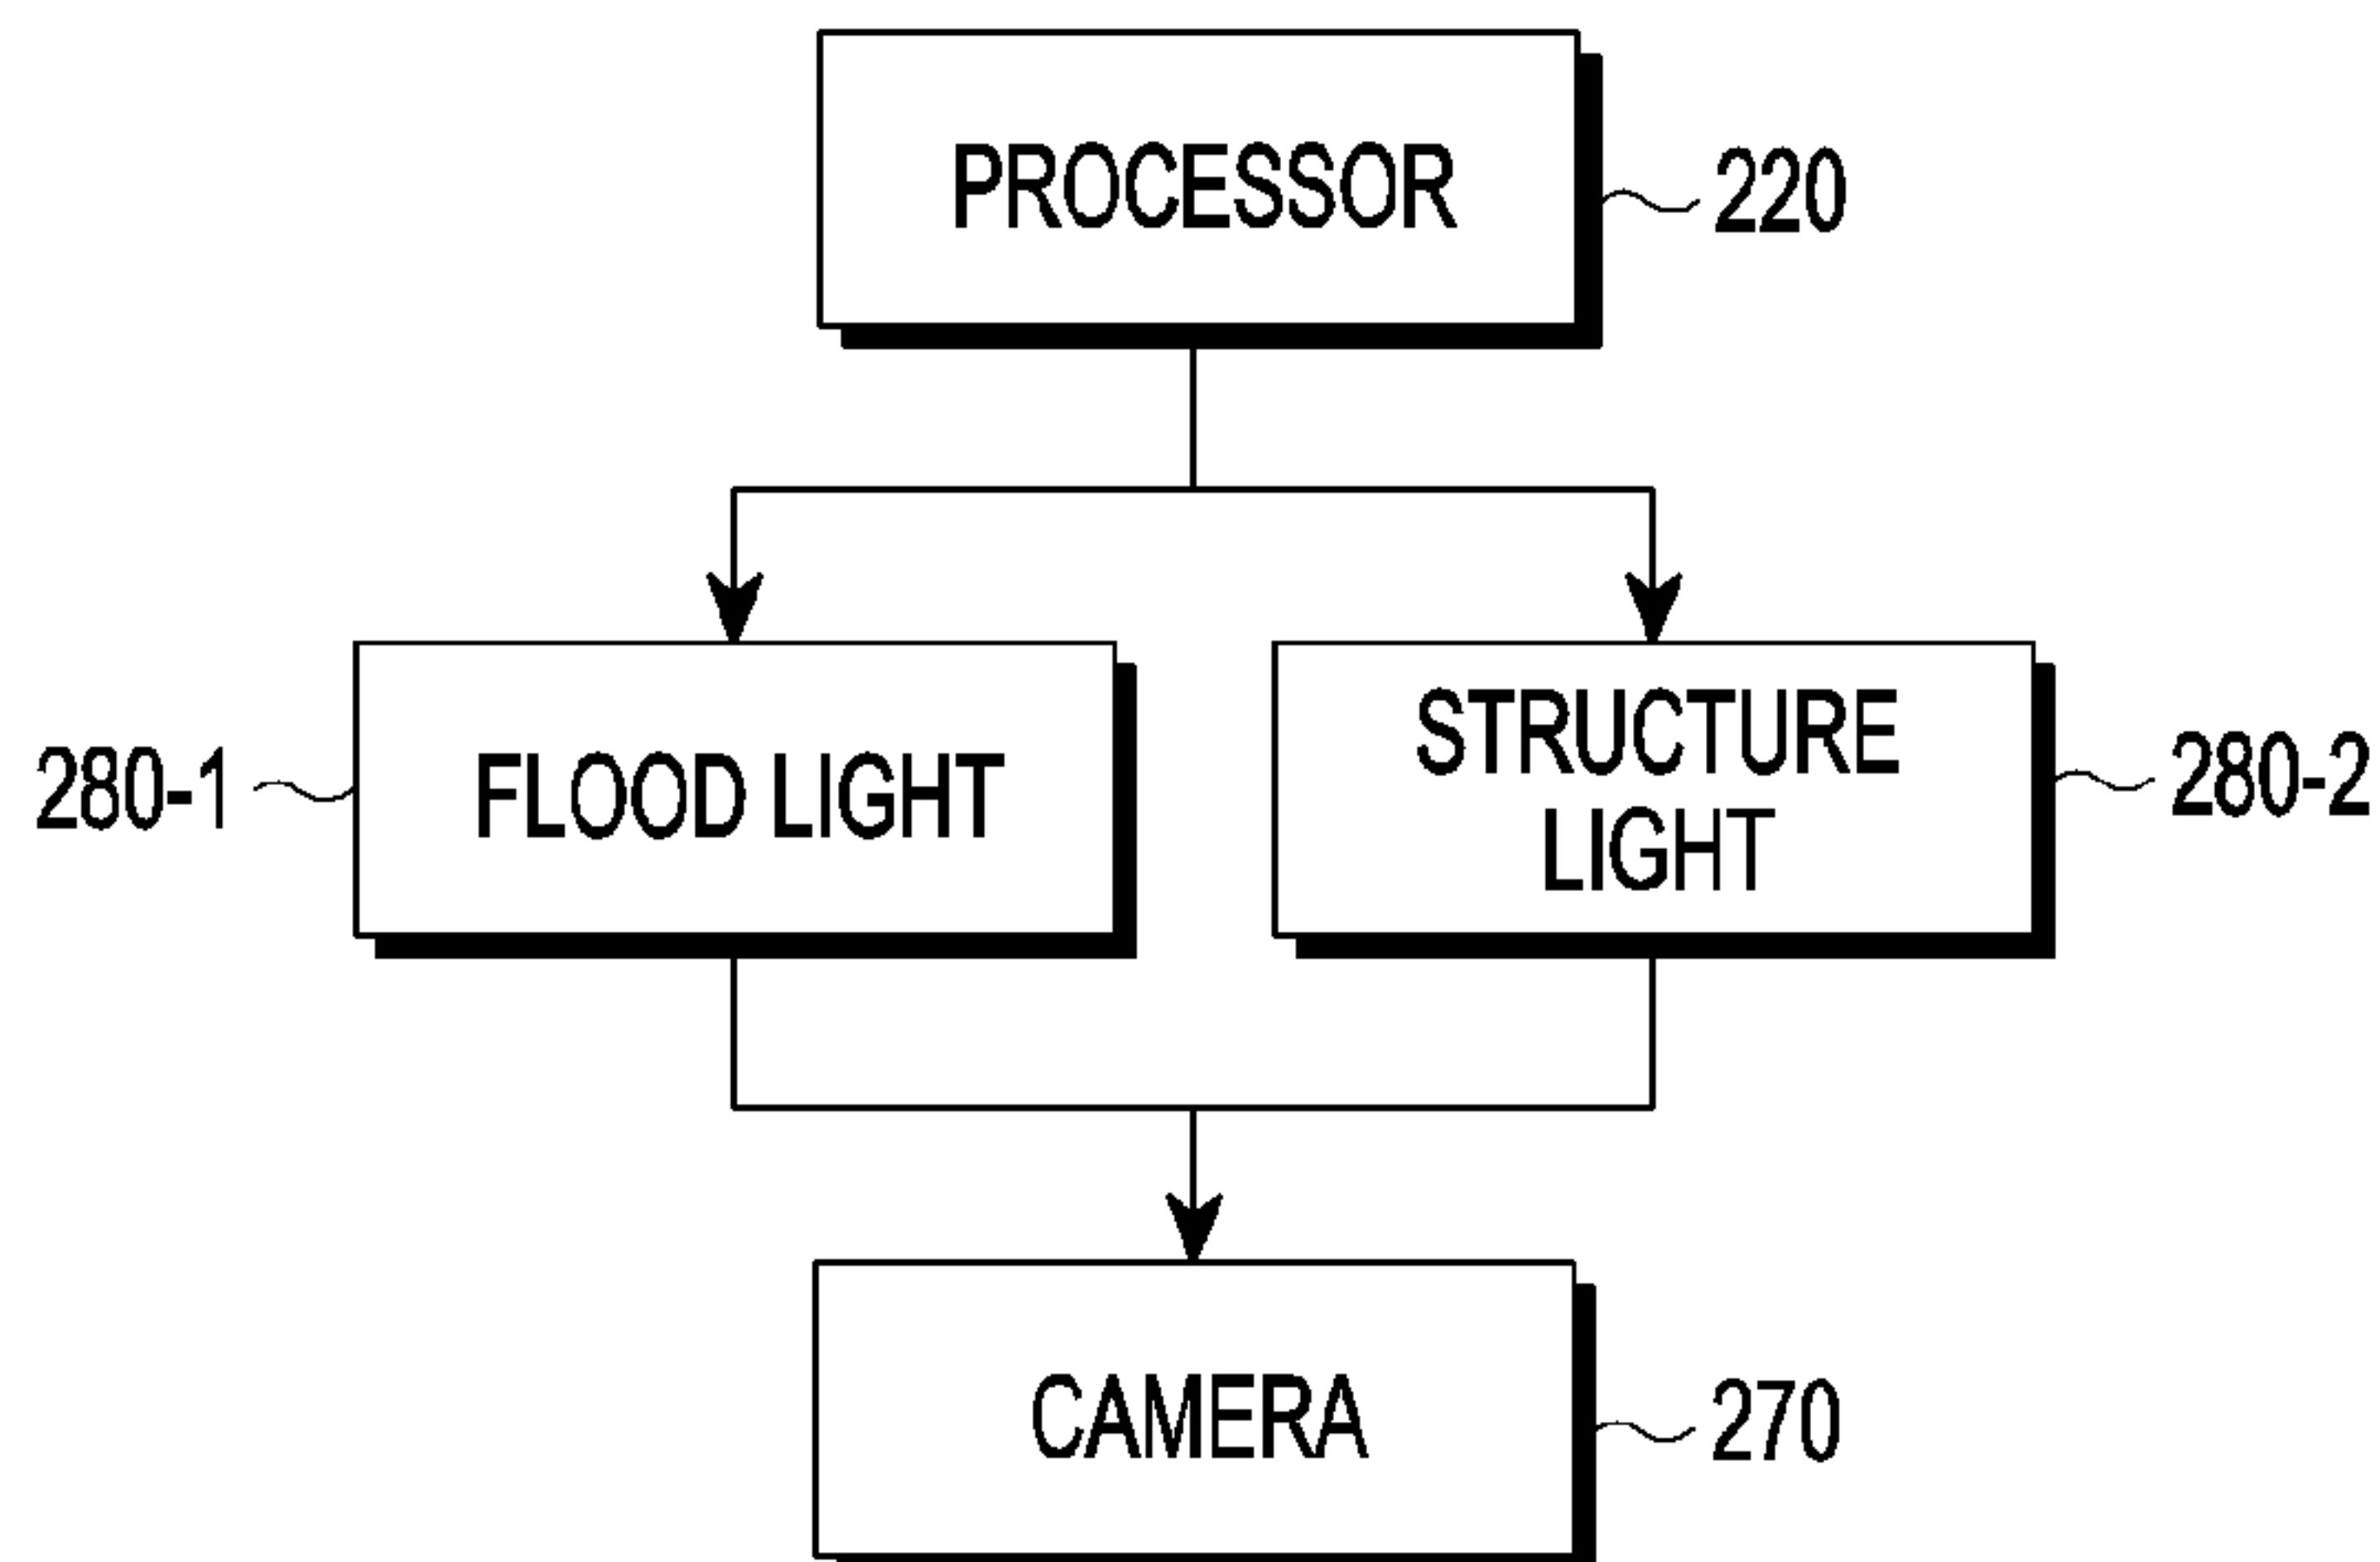 PROCESSOR
220
280-1
FLOOD LIGHT
STRUCTURE
LIGHT
280-2
CAMERA
270